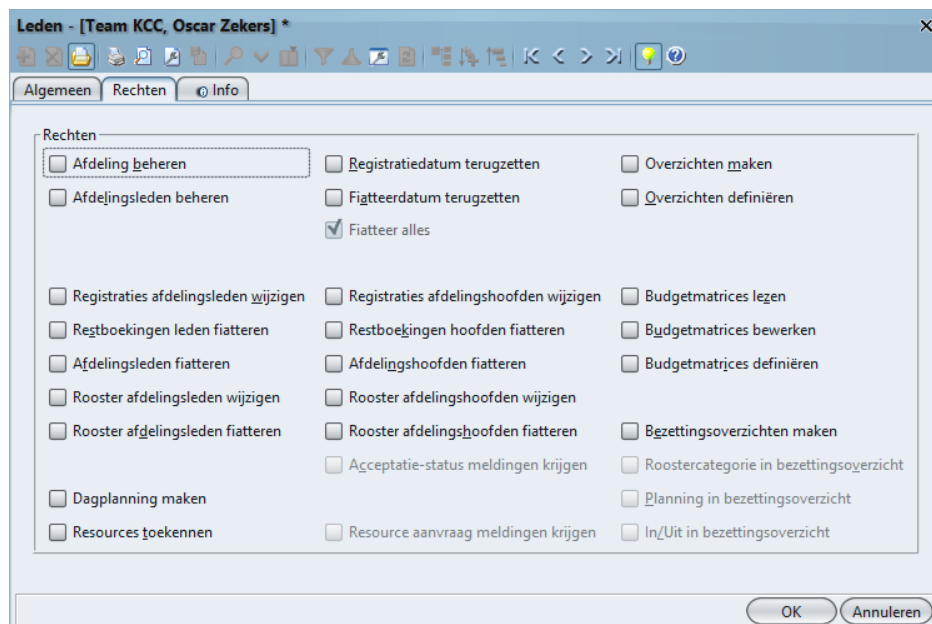 Leden - [Team KCC, Oscar Zekers] *
Algemeen Rechten Info
Rechten
Afdeling beheren Registratiedatum terugzetten Overzichten maken
Afdelingsleden beheren Fiatteerdatum terugzetten Overzichten definiëren
Fiatteer alles
Registraties afdelingsleden wijzigen Registraties afdelingshoofden wijzigen Budgetmatrices lezen
Restboekingen leden fiatteren Restboekingen hoofden fiatteren Budgetmatrices bewerken
Afdelingsleden fiatteren Afdelingshoofden fiatteren Budgetmatrices definiëren
Rooster afdelingsleden wijzigen Rooster afdelingshoofden wijzigen
Rooster afdelingsleden fiatteren Rooster afdelingshoofden fiatteren Bezettingsoverzichten maken
Acceptatie-status meldingen krijgen Roostercategorie in bezettingsoverzicht
Dagplanning maken Planning in bezettingsoverzicht
Resources toekennen Resource aanvraag meldingen krijgen In/Uit in bezettingsoverzicht
OK Annuleren